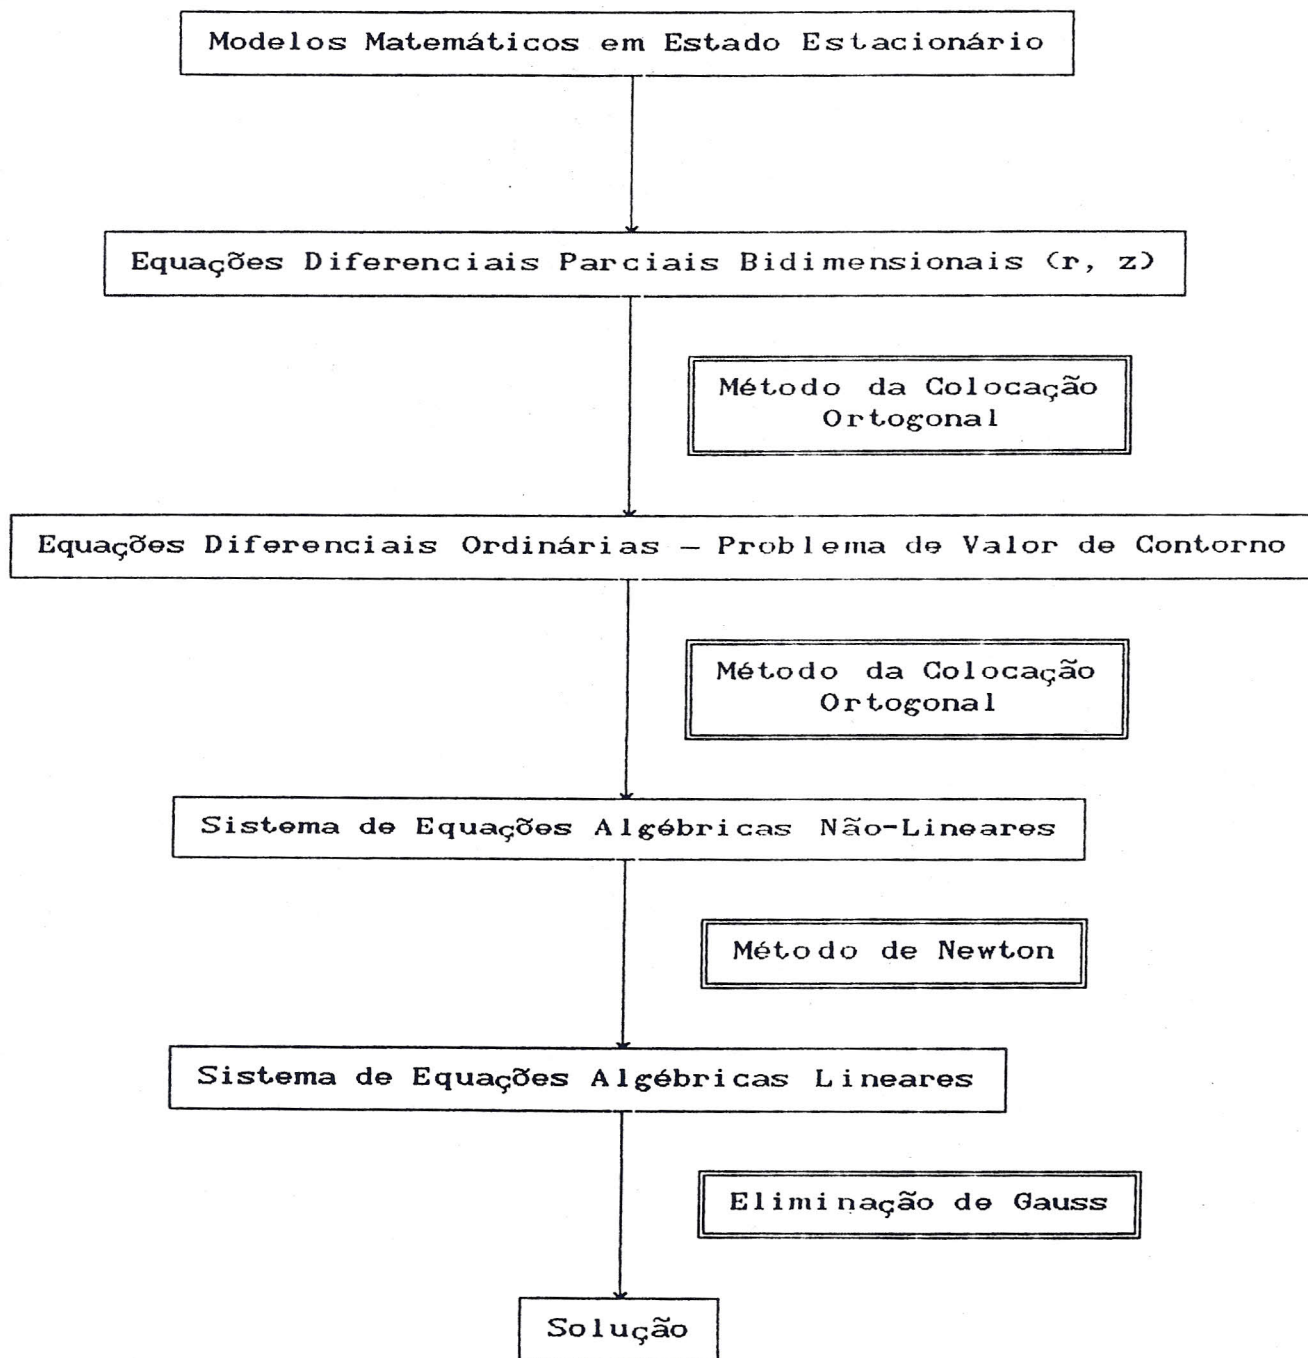 Modelos Matemáticos em Estado Estacionário
Equações Diferenciais Parciais Bidimensionais (r, z)
Método da Colocação
Ortogonal
Equações Diferenciais Ordinárias – Problema de Valor de Contorno
Método da Colocação
Ortogonal
Sistema de Equações Algébricas Não-Lineares
Método de Newton
Sistema de Equações Algébricas Lineares
Eliminação de Gauss
Solução